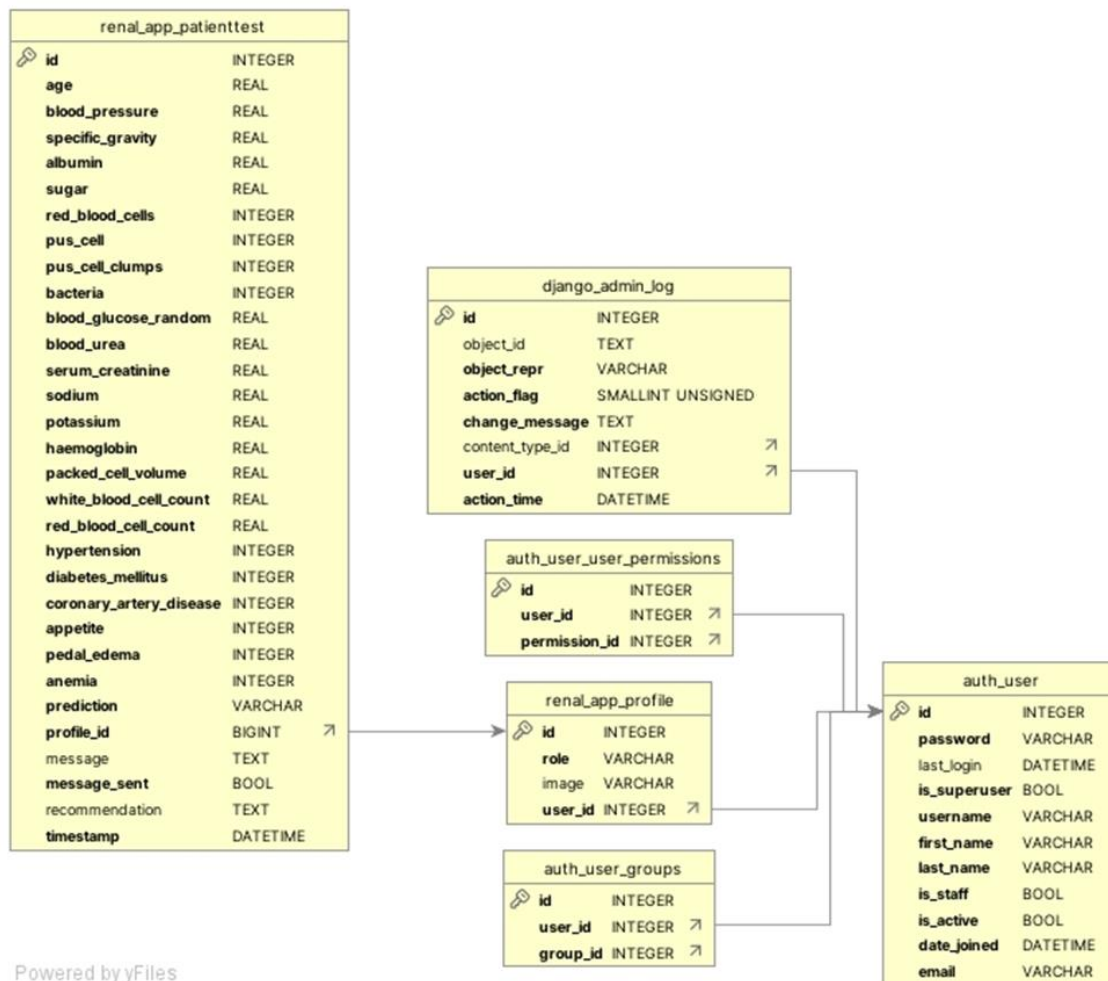 renal_app_patienttest
id INTEGER
age REAL
blood_pressure REAL
specific_gravity REAL
albumin REAL
sugar REAL
red_blood_cells INTEGER
pus_cell INTEGER
pus_cell_clumps INTEGER
bacteria INTEGER
blood_glucose_random REAL
blood_urea REAL
serum_creatinine REAL
sodium REAL
potassium REAL
haemoglobin REAL
packed_cell_volume REAL
white_blood_cell_count REAL
red_blood_cell_count REAL
hypertension INTEGER
diabetes_mellitus INTEGER
coronary_artery_disease INTEGER
appetite INTEGER
pedal_edema INTEGER
anemia INTEGER
prediction VARCHAR
profile_id BIGINT
message TEXT
message_sent BOOL
recommendation TEXT
timestamp DATETIME
django_admin_log
id INTEGER
object_id TEXT
object_repr VARCHAR
action_flag SMALLINT UNSIGNED
change_message TEXT
content_type_id INTEGER
user_id INTEGER
action_time DATETIME
auth_user_user_permissions
id INTEGER
user_id INTEGER
permission_id INTEGER
renal_app_profile
id INTEGER
role VARCHAR
image VARCHAR
user_id INTEGER
auth_user_groups
id INTEGER
user_id INTEGER
group_id INTEGER
auth_user
id INTEGER
password VARCHAR
last_login DATETIME
is_superuser BOOL
username VARCHAR
first_name VARCHAR
last_name VARCHAR
is_staff BOOL
is_active BOOL
date_joined DATETIME
email VARCHAR
Powered by yFiles